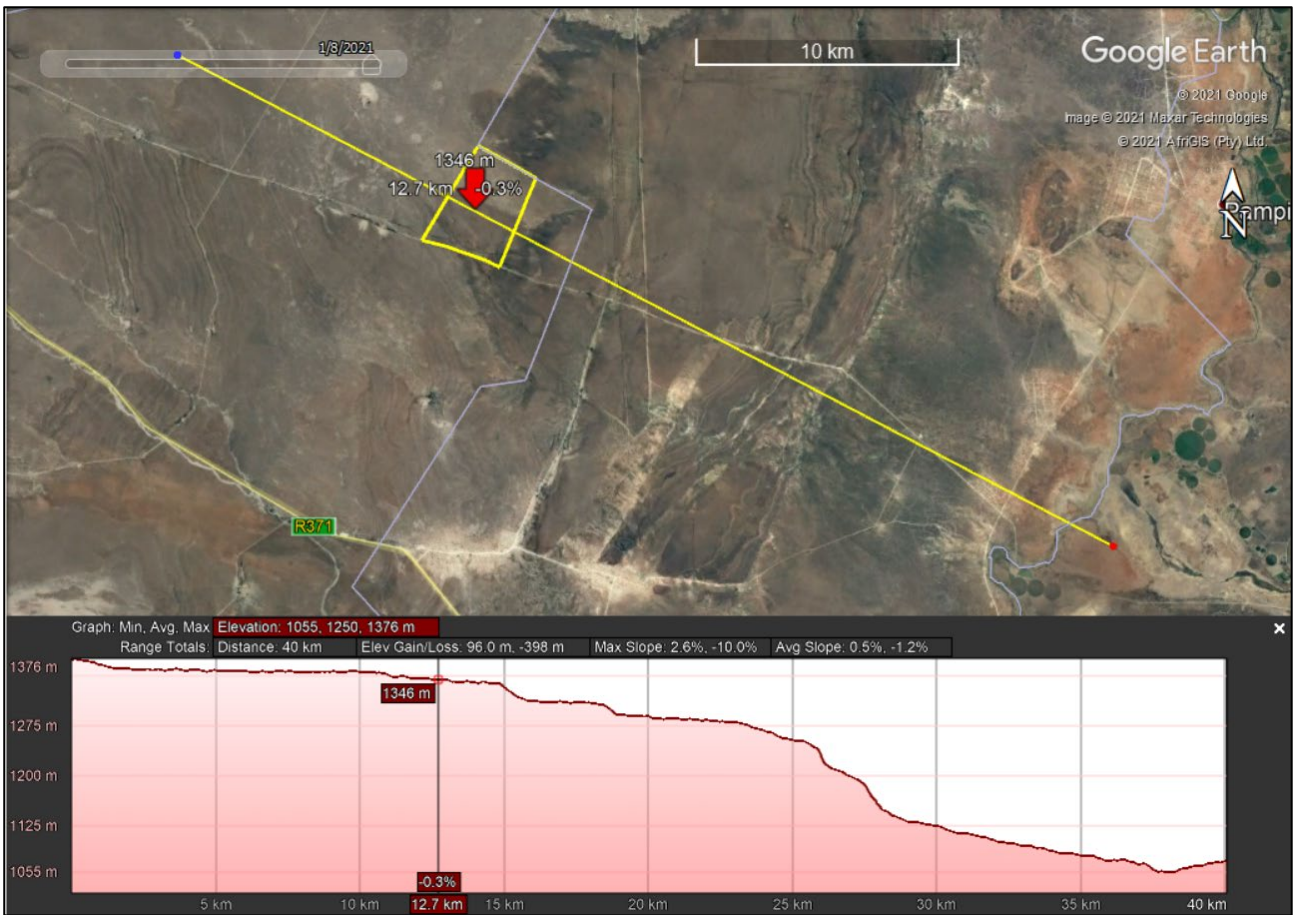 1/8/2021
10 km
Google Earth
© 2021 Google
Image © 2021 Maxar Technologies
© 2021 AfriGIS (Pty) Ltd.
1346 m
12.7 km -0.3%
Pampi
N
R371
Graph: Min, Avg, Max Elevation: 1055, 1250, 1376 m
Range Totals: Distance: 40 km Elev Gain/Loss: 96.0 m, -398 m Max Slope: 2.6%, -10.0% Avg Slope: 0.5%, -1.2%
1376 m
1346 m
1275 m
1200 m
1125 m
1055 m
-0.3%
5 km 10 km 12.7 km 15 km 20 km 25 km 30 km 35 km 40 km